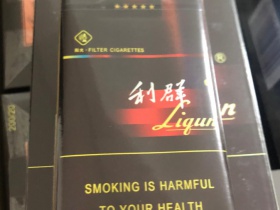 FILTER CIGARETTES
利群
®
Liqun
SMOKING IS HARMFUL
TO YOUR HEALTH